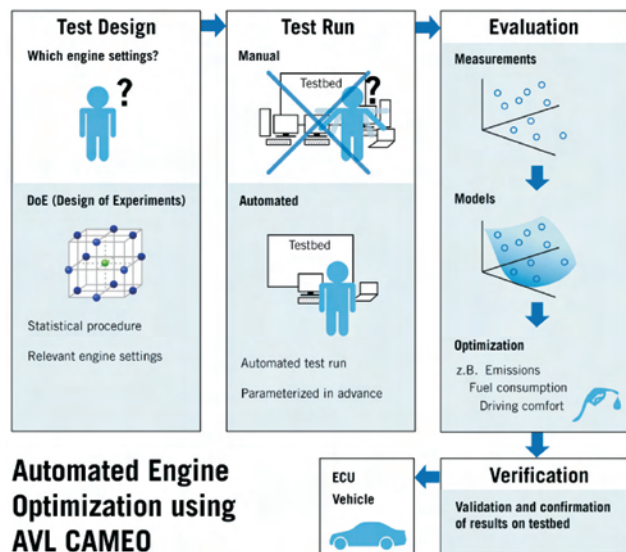 Test Design
Which engine settings?
?
DoE (Design of Experiments)
Statistical procedure
Relevant engine settings
Test Run
Manual
Testbed
?
Automated
Testbed
Automated test run
Parameterized in advance
Evaluation
Measurements
Models
Optimization
z.B. Emissions
Fuel consumption
Driving comfort
Verification
Validation and confirmation
of results on testbed
ECU
Vehicle
Automated Engine
Optimization using
AVL CAMEO